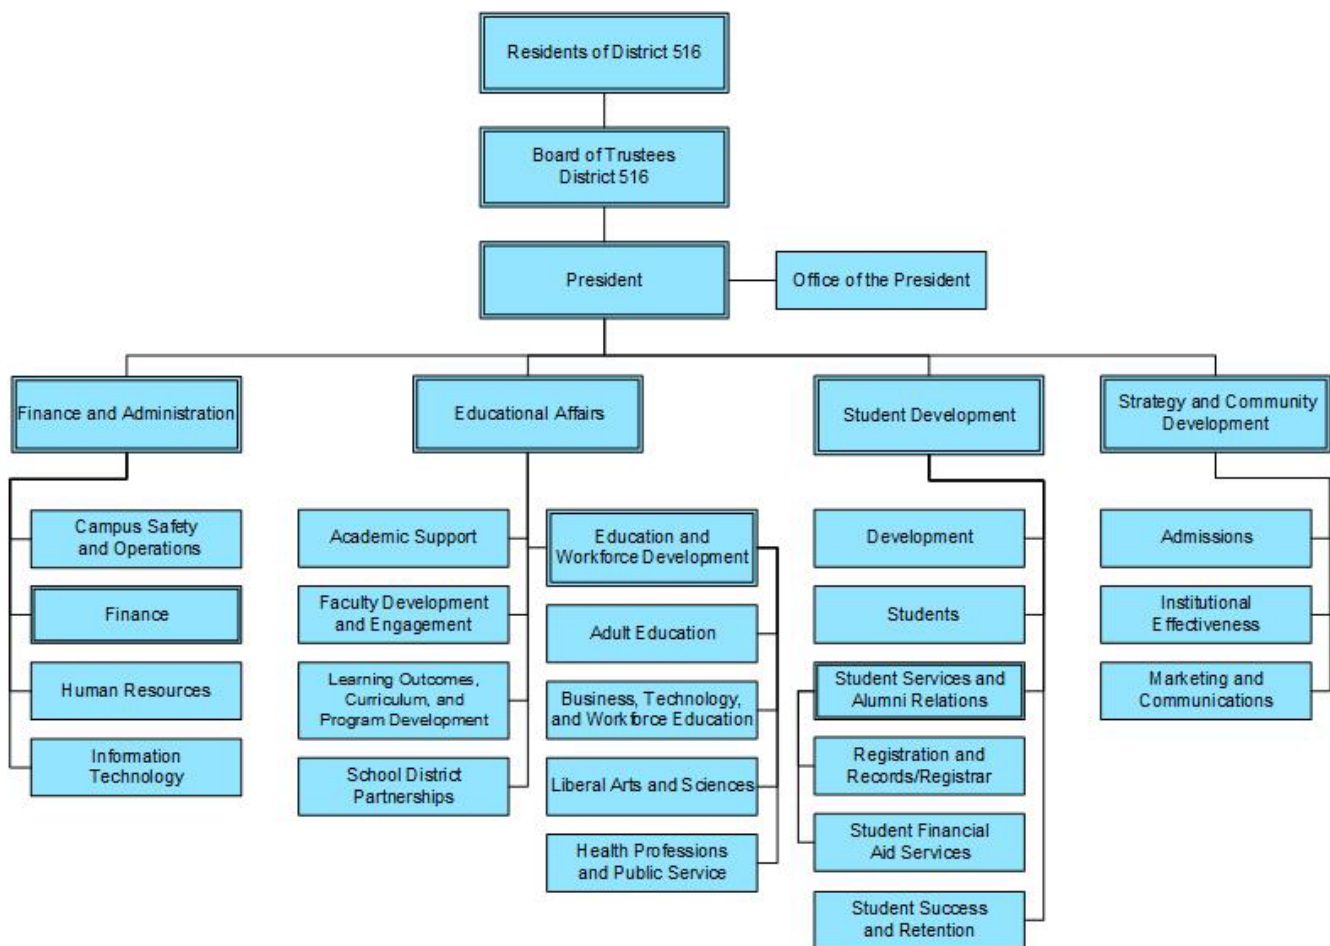 Residents of District 516
Board of Trustees
District 516
President
Office of the President
Finance and Administration
Educational Affairs
Student Development
Strategy and Community
Development
Campus Safety
and Operations
Finance
Human Resources
Information
Technology
Academic Support
Faculty Development
and Engagement
Learning Outcomes,
Curriculum, and
Program Development
School District
Partnerships
Education and
Workforce Development
Adult Education
Business, Technology,
and Workforce Education
Liberal Arts and Sciences
Health Professions
and Public Service
Development
Students
Student Services and
Alumni Relations
Registration and
Records/Registrar
Student Financial
Aid Services
Student Success
and Retention
Admissions
Institutional
Effectiveness
Marketing and
Communications